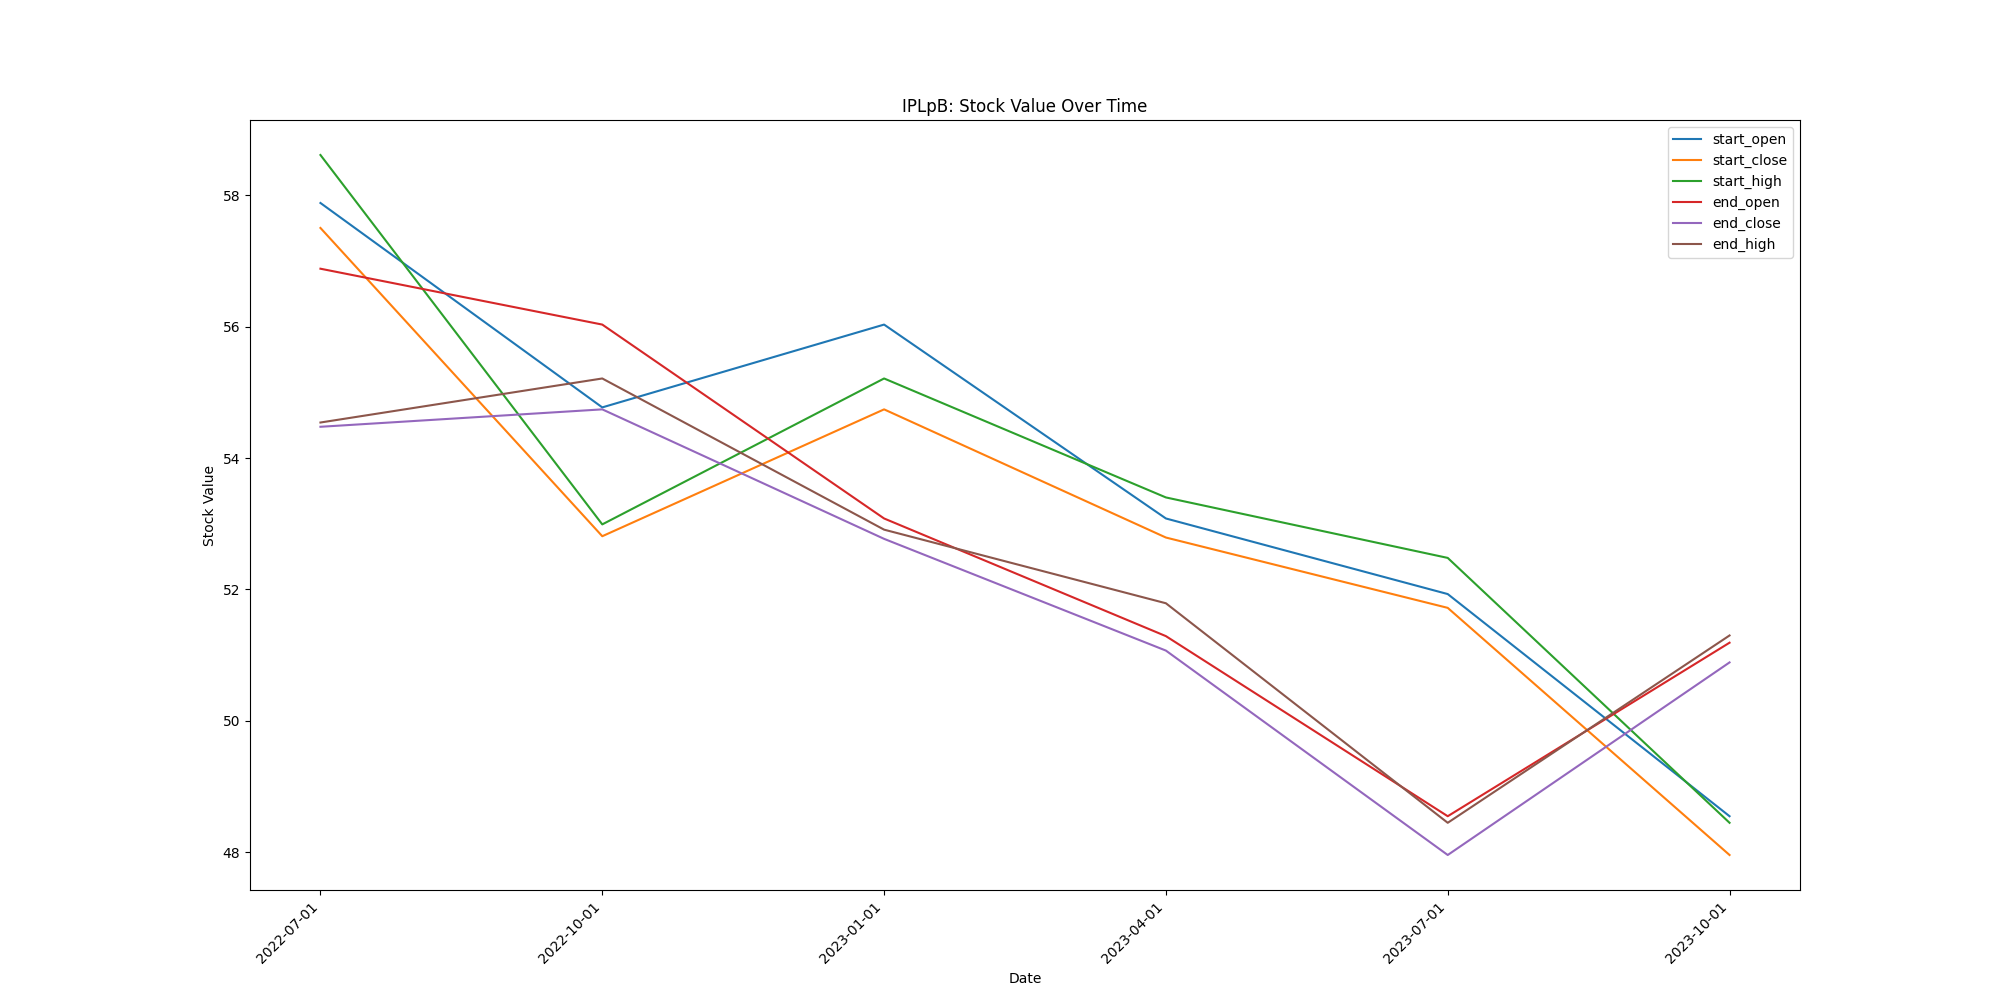 IPLpB: Stock Value Over Time
start_open
start_close
start_high
end_open
end_close
end_high
58
56
54
52
50
48
Stock Value
2022-07-01
2022-10-01
2023-01-01
2023-04-01
2023-07-01
2023-10-01
Date